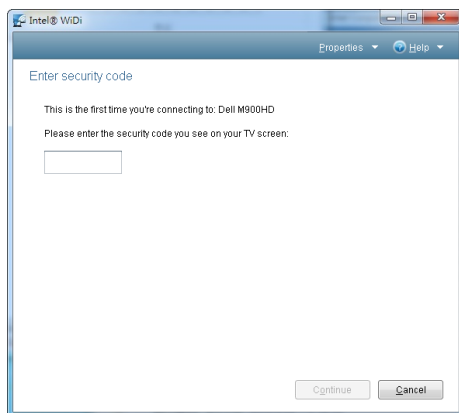 Intel® WiDi
Properties Help
Enter security code
This is the first time you're connecting to: Dell M900HD
Please enter the security code you see on your TV screen:
Continue Cancel